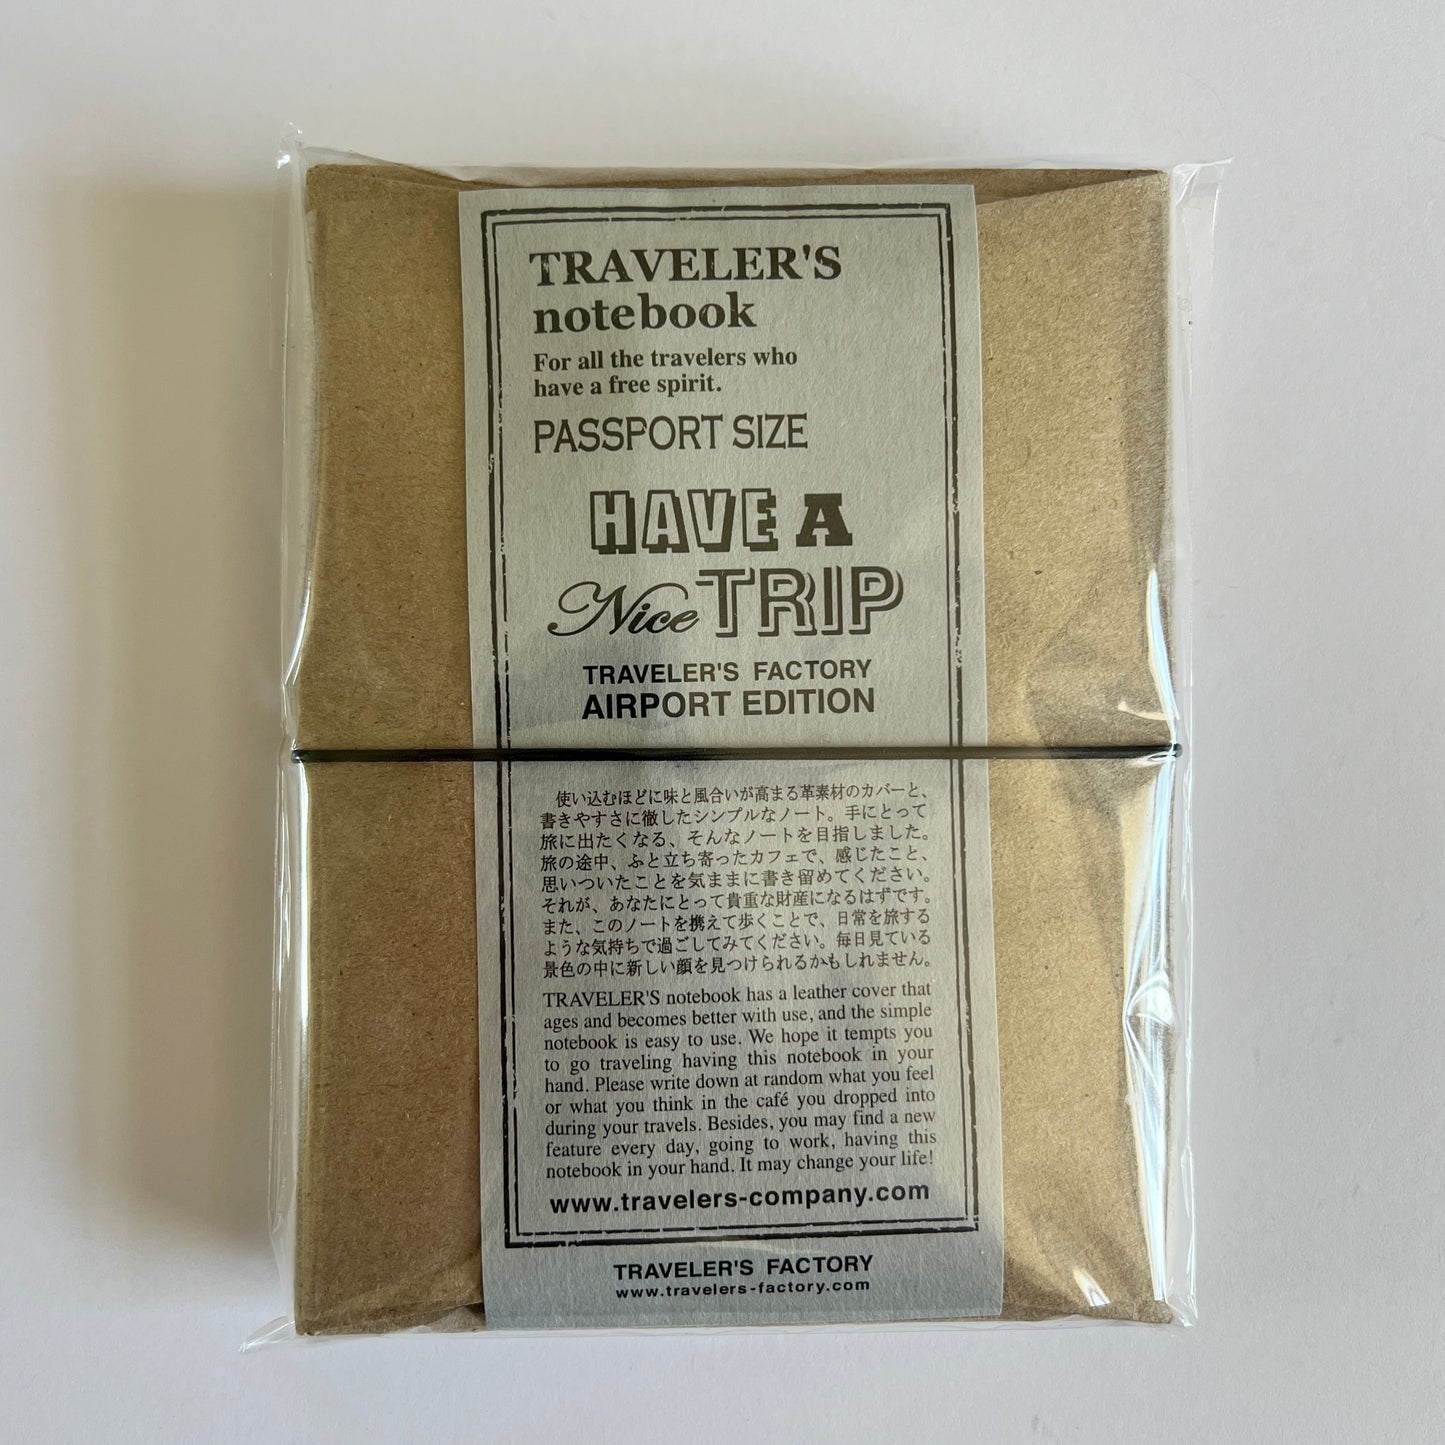 TRAVELER'S
notebook
For all the travelers who
have a free spirit.
PASSPORT SIZE
HAVE A
Nice TRIP
TRAVELER'S FACTORY
AIRPORT EDITION
使い込むほどに味と風合いが高まる革素材のカバーと、
書きやすさに徹したシンプルなノート。手にとって
旅に出たくなる、そんなノートを目指しました。
旅の途中、ふと立ち寄ったカフェで、感じたこと、
思いついたことを気ままに書き留めてください。
それが、あなたにとって貴重な財産になるはずです。
また、このノートを携えて歩くことで、日常を旅する
ような気持ちで過ごしてみてください。毎日見ている
景色の中に新しい顔を見つけられるかもしれません。
TRAVELER'S notebook has a leather cover that
ages and becomes better with use, and the simple
notebook is easy to use. We hope it tempts you
to go traveling having this notebook in your
hand. Please write down at random what you feel
or what you think in the café you dropped into
during your travels. Besides, you may find a new
feature every day, going to work, having this
notebook in your hand. It may change your life!
www.travelers-company.com
TRAVELER'S FACTORY
www.travelers-factory.com